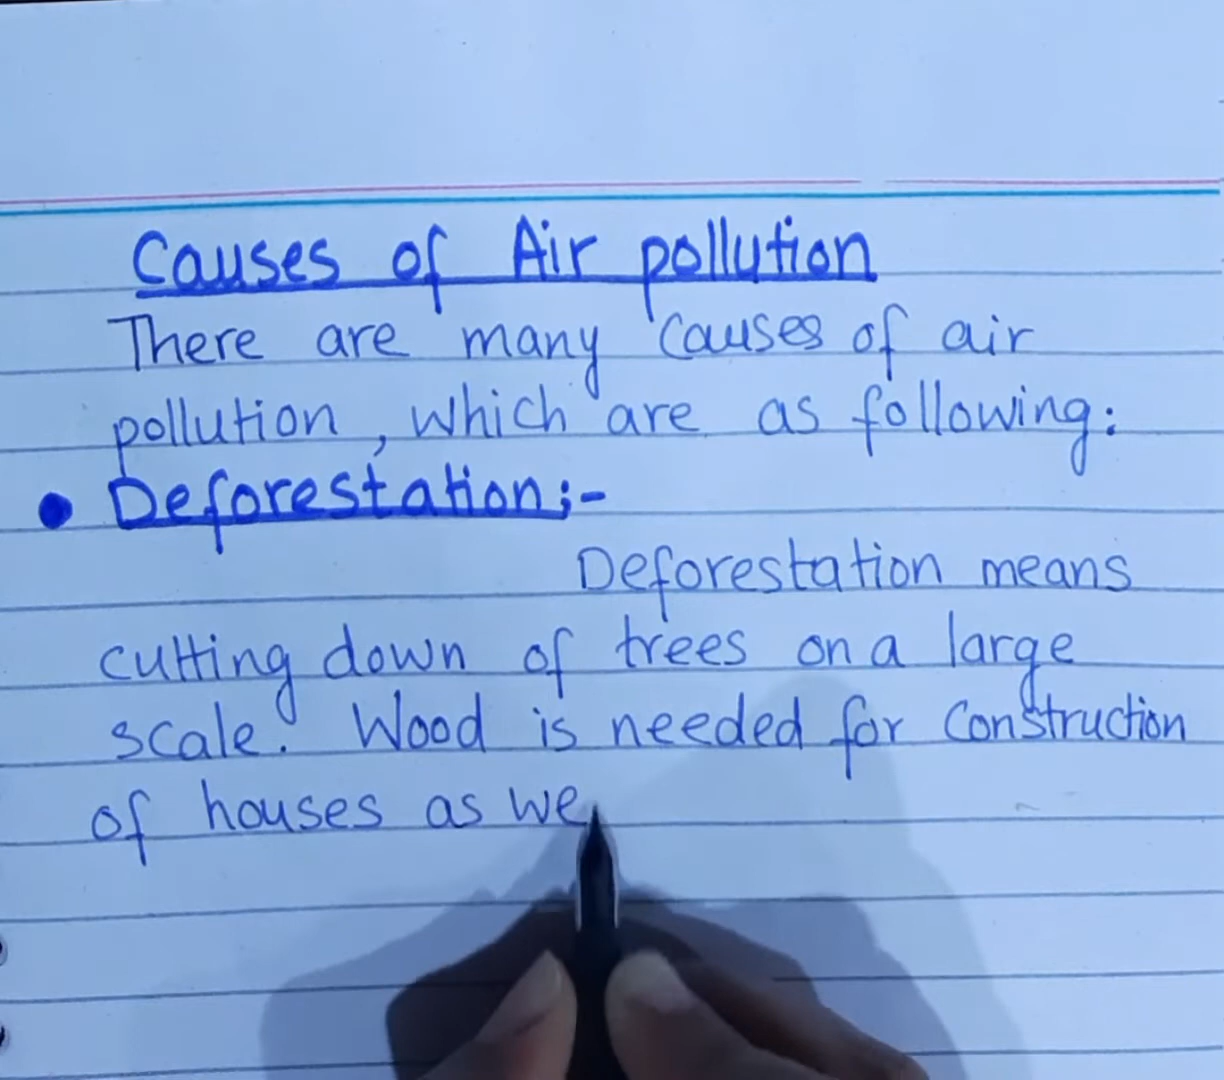 Causes of Air pollution
There are many causes of air
pollution, which are as following:
• Deforestation:-
Deforestation means
cutting down of trees on a large
scale. Wood is needed for construction
of houses as we